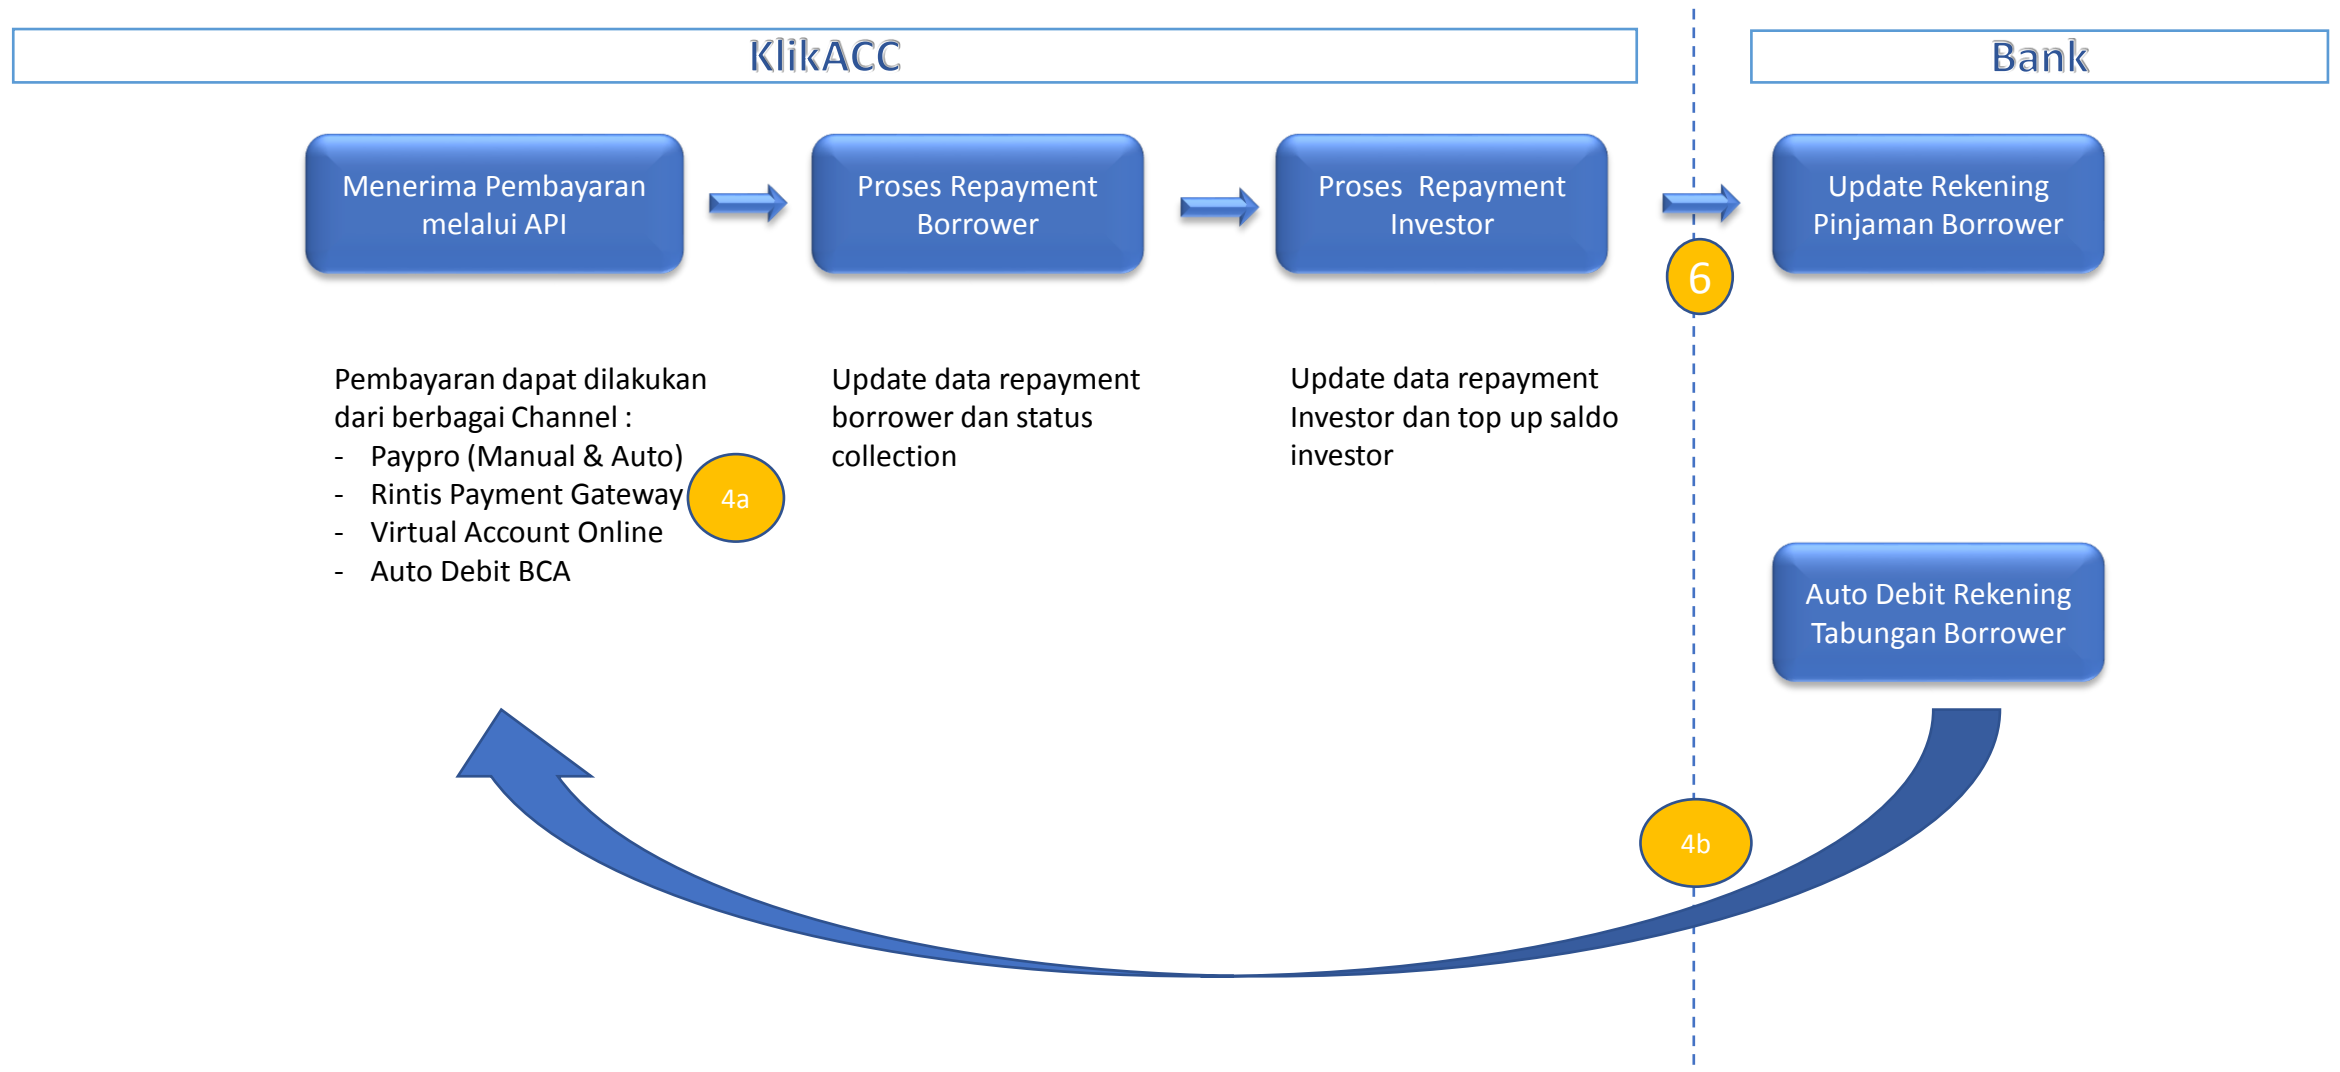 KlikACC
Bank
Menerima Pembayaran
melalui API
Proses Repayment
Borrower
Proses Repayment
Investor
Update Rekening
Pinjaman Borrower
6
Pembayaran dapat dilakukan
dari berbagai Channel :
- Paypro (Manual & Auto)
- Rintis Payment Gateway
- Virtual Account Online
- Auto Debit BCA
4a
Update data repayment
borrower dan status
collection
Update data repayment
Investor dan top up saldo
investor
Auto Debit Rekening
Tabungan Borrower
4b